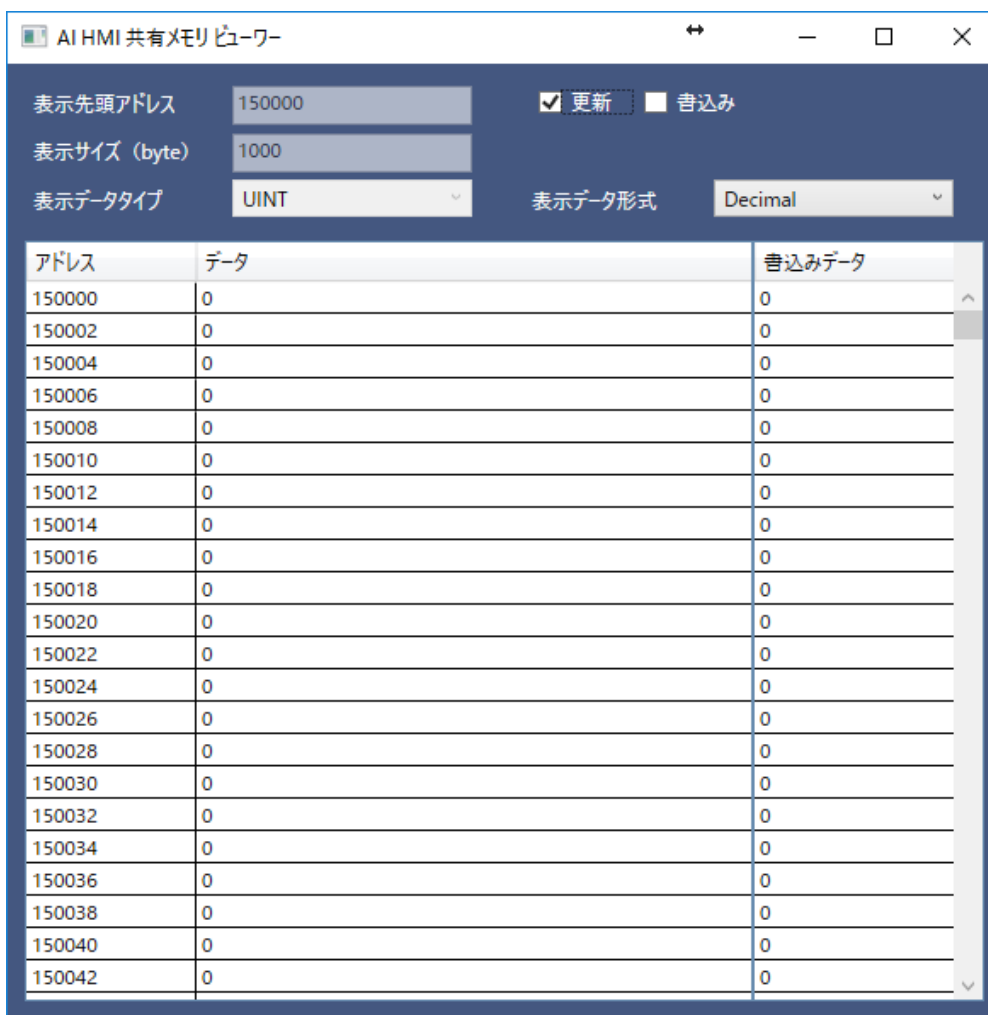 AI HMI 共有メモリ ビューワー
表示先頭アドレス 150000 更新 書込み
表示サイズ（byte） 1000
表示データタイプ UINT 表示データ形式 Decimal
アドレス データ 書込みデータ
150000 0 0
150002 0 0
150004 0 0
150006 0 0
150008 0 0
150010 0 0
150012 0 0
150014 0 0
150016 0 0
150018 0 0
150020 0 0
150022 0 0
150024 0 0
150026 0 0
150028 0 0
150030 0 0
150032 0 0
150034 0 0
150036 0 0
150038 0 0
150040 0 0
150042 0 0